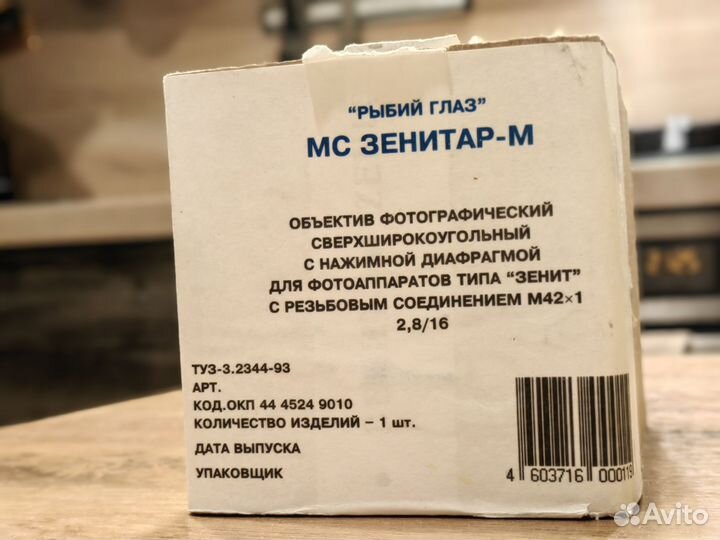 “РЫБИЙ ГЛАЗ”
МС ЗЕНИТАР-М
ОБЪЕКТИВ ФОТОГРАФИЧЕСКИЙ
СВЕРХШИРОКОУГОЛЬНЫЙ
С НАЖИМНОЙ ДИАФРАГМОЙ
ДЛЯ ФОТОАППАРАТОВ ТИПА “ЗЕНИТ”
С РЕЗЬБОВЫМ СОЕДИНЕНИЕМ М42×1
2,8/16
ТУ3-3.2344-93
АРТ.
КОД.ОКП 44 4524 9010
КОЛИЧЕСТВО ИЗДЕЛИЙ – 1 шт.
ДАТА ВЫПУСКА
УПАКОВЩИК
4 603716 000119
Avito